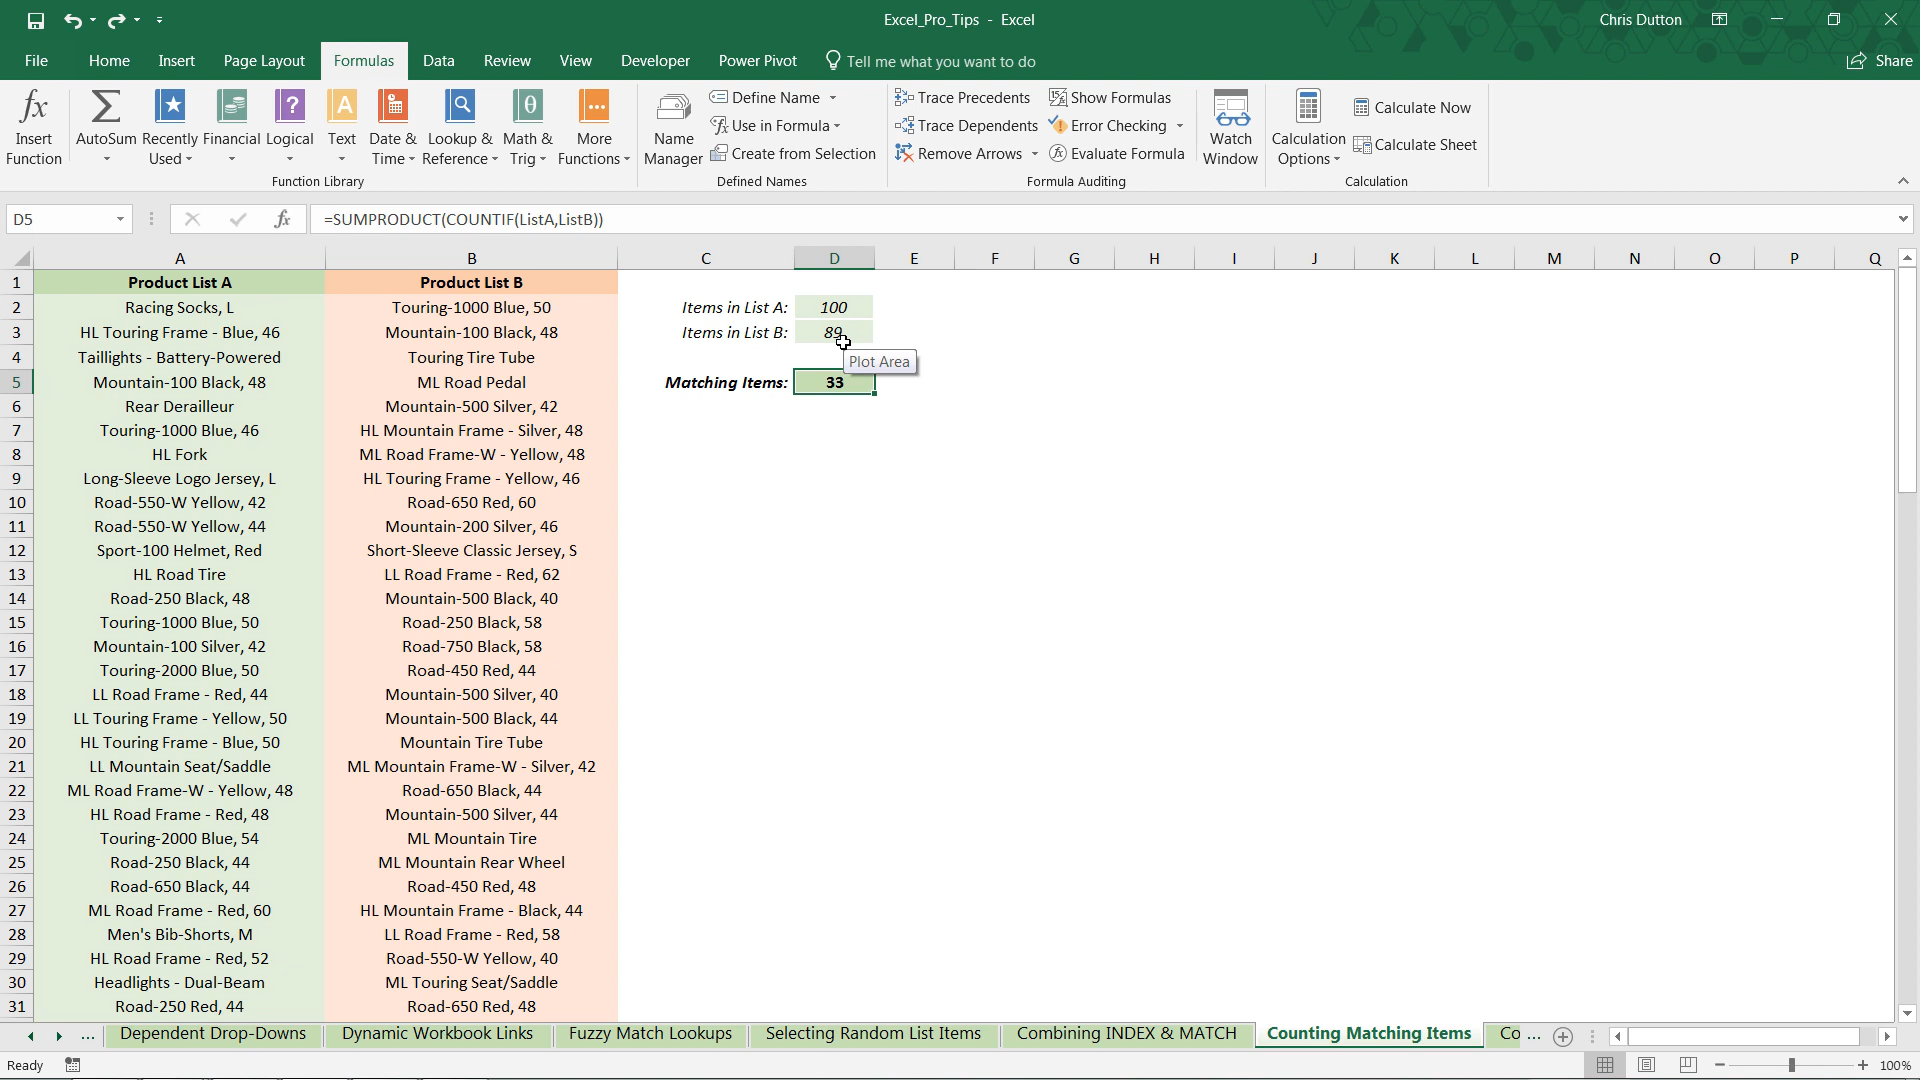 Excel_Pro_Tips - Excel
Chris Dutton
File Home Insert Page Layout Formulas Data Review View Developer Power Pivot Tell me what you want to do Share
Insert Function
AutoSum
Recently Used
Financial
Logical
Text
Date & Time
Lookup & Reference
Math & Trig
More Functions
Function Library
Name Manager
Define Name
Use in Formula
Create from Selection
Defined Names
Trace Precedents
Trace Dependents
Remove Arrows
Show Formulas
Error Checking
Evaluate Formula
Formula Auditing
Watch Window
Calculation Options
Calculate Now
Calculate Sheet
Calculation
D5 =SUMPRODUCT(COUNTIF(ListA,ListB))
A B C D E F G H I J K L M N O P Q
1 Product List A Product List B
2 Racing Socks, L Touring-1000 Blue, 50 Items in List A: 100
3 HL Touring Frame - Blue, 46 Mountain-100 Black, 48 Items in List B: 89
4 Taillights - Battery-Powered Touring Tire Tube Plot Area
5 Mountain-100 Black, 48 ML Road Pedal Matching Items: 33
6 Rear Derailleur Mountain-500 Silver, 42
7 Touring-1000 Blue, 46 HL Mountain Frame - Silver, 48
8 HL Fork ML Road Frame-W - Yellow, 48
9 Long-Sleeve Logo Jersey, L HL Touring Frame - Yellow, 46
10 Road-550-W Yellow, 42 Road-650 Red, 60
11 Road-550-W Yellow, 44 Mountain-200 Silver, 46
12 Sport-100 Helmet, Red Short-Sleeve Classic Jersey, S
13 HL Road Tire LL Road Frame - Red, 62
14 Road-250 Black, 48 Mountain-500 Black, 40
15 Touring-1000 Blue, 50 Road-250 Black, 58
16 Mountain-100 Silver, 42 Road-750 Black, 58
17 Touring-2000 Blue, 50 Road-450 Red, 44
18 LL Road Frame - Red, 44 Mountain-500 Silver, 40
19 LL Touring Frame - Yellow, 50 Mountain-500 Black, 44
20 HL Touring Frame - Blue, 50 Mountain Tire Tube
21 LL Mountain Seat/Saddle ML Mountain Frame-W - Silver, 42
22 ML Road Frame-W - Yellow, 48 Road-650 Black, 44
23 HL Road Frame - Red, 48 Mountain-500 Silver, 44
24 Touring-2000 Blue, 54 ML Mountain Tire
25 Road-250 Black, 44 ML Mountain Rear Wheel
26 Road-650 Black, 44 Road-450 Red, 48
27 ML Road Frame - Red, 60 HL Mountain Frame - Black, 44
28 Men's Bib-Shorts, M LL Road Frame - Red, 58
29 HL Road Frame - Red, 52 Road-550-W Yellow, 40
30 Headlights - Dual-Beam ML Touring Seat/Saddle
31 Road-250 Red, 44 Road-650 Red, 48
... Dependent Drop-Downs Dynamic Workbook Links Fuzzy Match Lookups Selecting Random List Items Combining INDEX & MATCH Counting Matching Items Co ...
Ready 100%